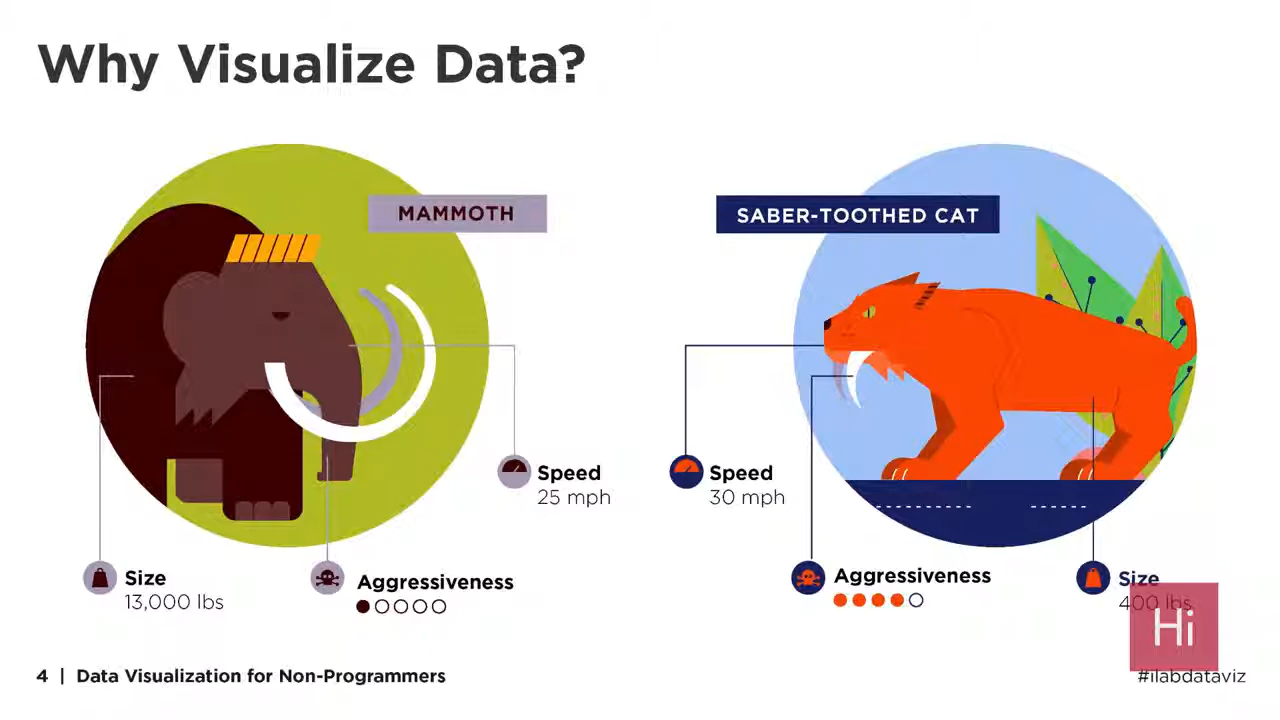 Why Visualize Data?
MAMMOTH
SABER-TOOTHED CAT
Speed
25 mph
Speed
30 mph
Size
13,000 lbs
Aggressiveness
Aggressiveness
Size
400 lbs
Hi
4 | Data Visualization for Non-Programmers
#ilabdataviz